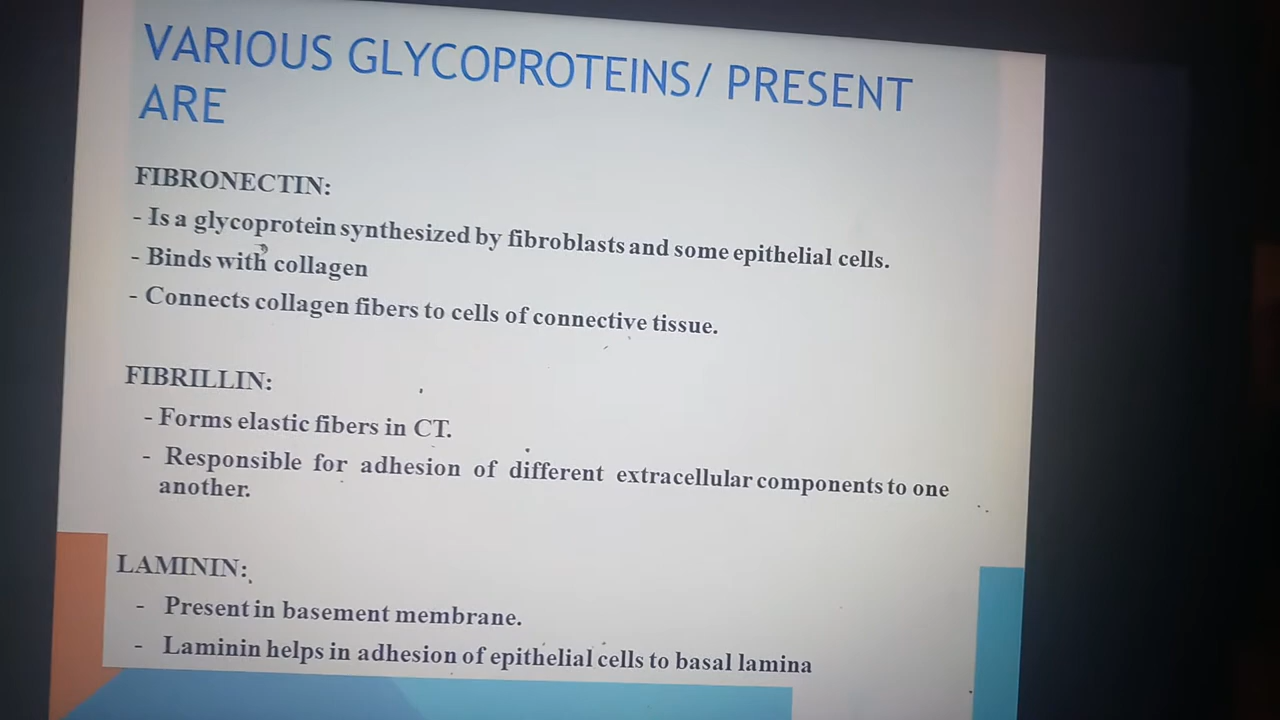 VARIOUS GLYCOPROTEINS/ PRESENT
ARE
FIBRONECTIN:
- Is a glycoprotein synthesized by fibroblasts and some epithelial cells.
- Binds with collagen
- Connects collagen fibers to cells of connective tissue.
FIBRILLIN:
- Forms elastic fibers in CT.
- Responsible for adhesion of different extracellular components to one
another.
LAMININ:
- Present in basement membrane.
- Laminin helps in adhesion of epithelial cells to basal lamina